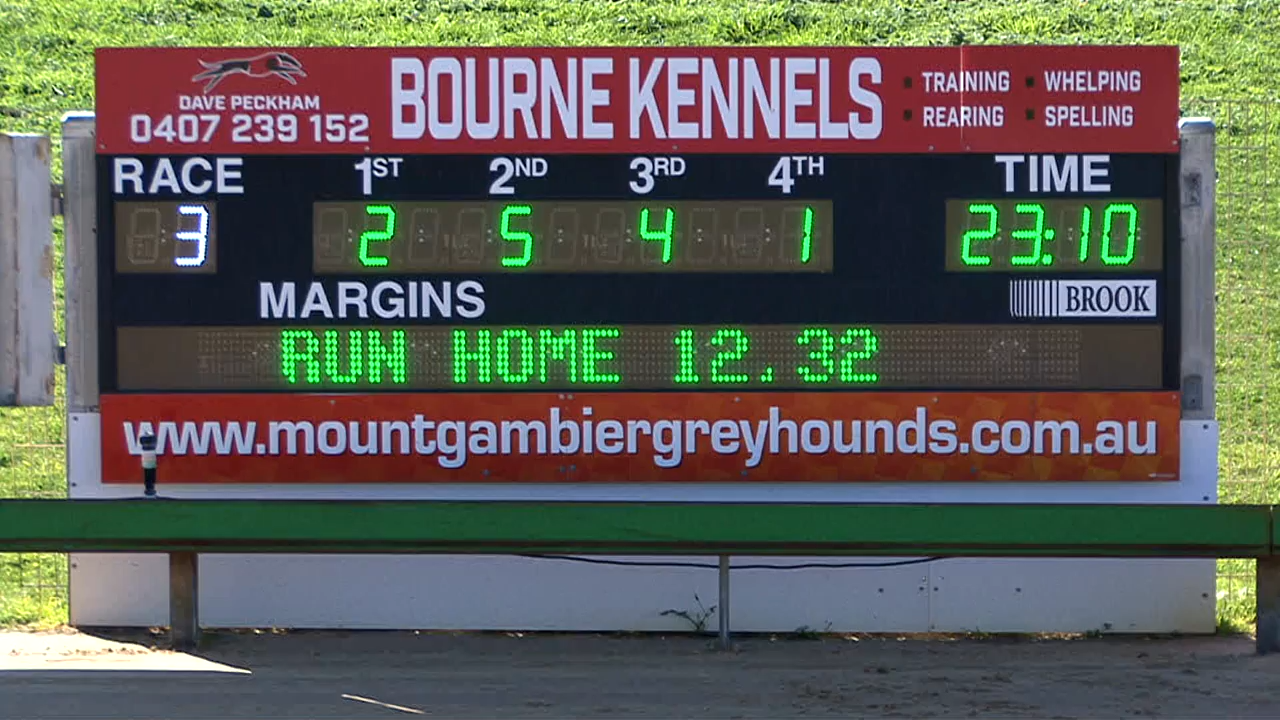 DAVE PECKHAM
0407 239 152
BOURNE KENNELS
TRAINING WHELPING
REARING SPELLING
RACE 1ST 2ND 3RD 4TH TIME
3 2 5 4 1 23:10
MARGINS
BROOK
RUN HOME 12.32
www.mountgambiergreyhounds.com.au